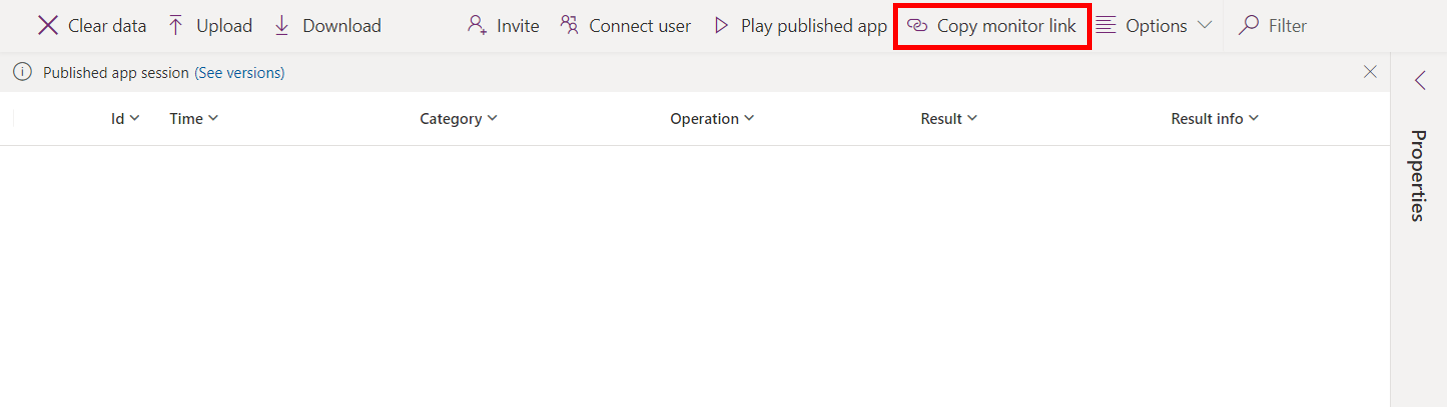 Clear data Upload Download Invite Connect user Play published app Copy monitor link Options Filter
Published app session (See versions)
Id Time Category Operation Result Result info
Properties